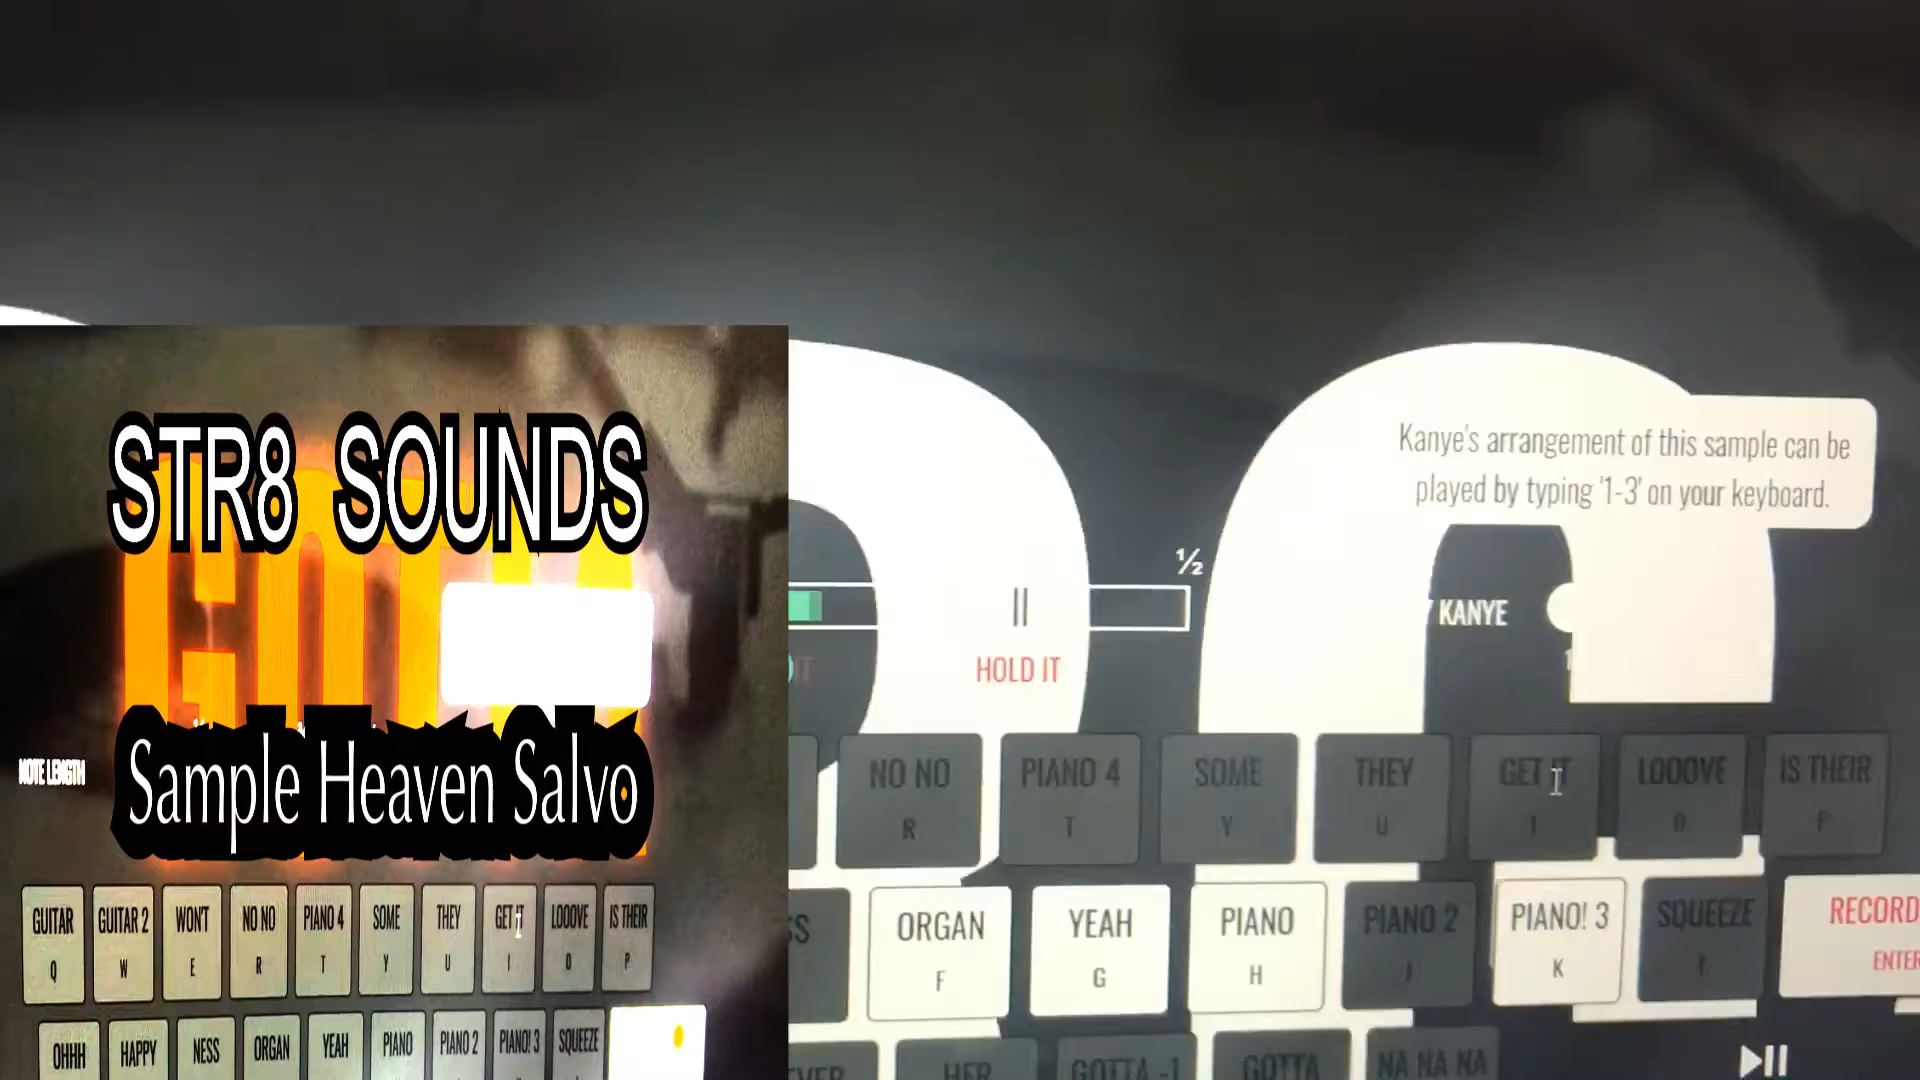 STR8 SOUNDS
Sample Heaven Salvo
NOTE LENGTH
GUITAR
Q
GUITAR 2
W
WON'T
E
NO NO
R
PIANO 4
T
SOME
Y
THEY
U
GET IT
I
LOOOVE
O
IS THEIR
P
OHHH
HAPPY
NESS
ORGAN
YEAH
PIANO
PIANO 2
PIANO! 3
SQUEEZE
Kanye's arrangement of this sample can be
played by typing '1-3' on your keyboard.
½
KANYE
IT
HOLD IT
NO NO
R
PIANO 4
T
SOME
Y
THEY
U
GET IT
I
LOOOVE
O
IS THEIR
P
ORGAN
F
YEAH
G
PIANO
H
PIANO 2
J
PIANO! 3
K
SQUEEZE
RECORD
ENTER
HER
GOTTA -1
GOTTA
NA NA NA